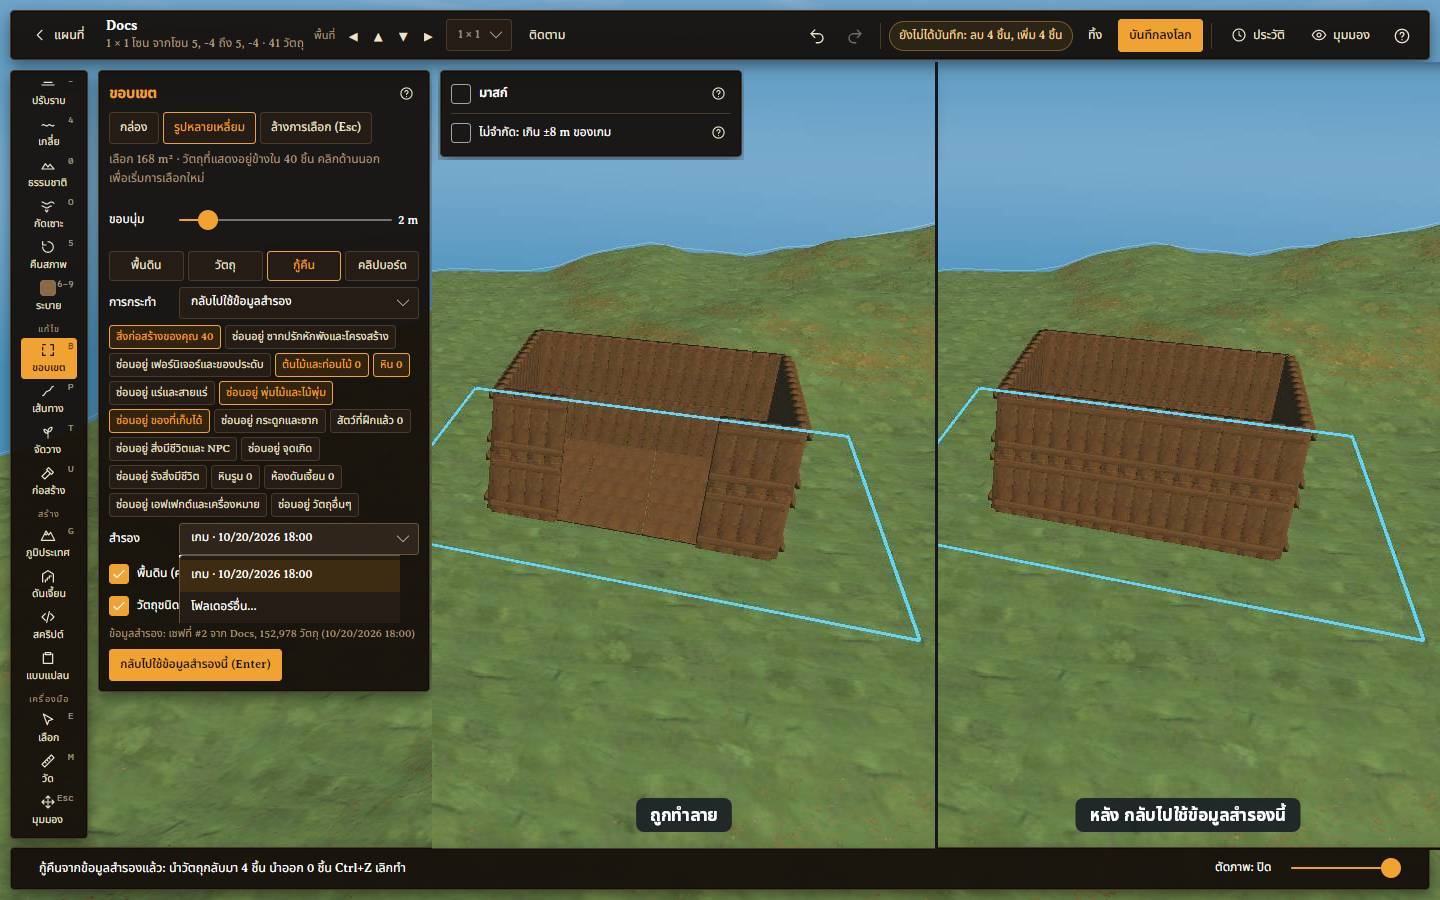 แผนที่
Docs
1 × 1 โซน จากโซน 5, -4 ถึง 5, -4 · 41 วัตถุ
พื้นที่
1 × 1
ติดตาม
ยังไม่ได้บันทึก: ลบ 4 ชิ้น, เพิ่ม 4 ชิ้น
ทิ้ง
บันทึกลงโลก
ประวัติ
มุมมอง
ปรับราบ
4
เกลี่ย
0
ธรรมชาติ
O
กัดเซาะ
5
คืนสภาพ
6–9
ระบาย
แก้ไข
B
ขอบเขต
P
เส้นทาง
T
จัดวาง
U
ก่อสร้าง
สร้าง
G
ภูมิประเทศ
ดันเจี้ยน
สคริปต์
แบบแปลน
เครื่องมือ
E
เลือก
M
วัด
Esc
มุมมอง
ขอบเขต
กล่อง
รูปหลายเหลี่ยม
ล้างการเลือก (Esc)
เลือก 168 m² · วัตถุที่แสดงอยู่ข้างใน 40 ชิ้น คลิกด้านนอก
เพื่อเริ่มการเลือกใหม่
ขอบนุ่ม
2 m
พื้นดิน
วัตถุ
กู้คืน
คลิปบอร์ด
การกระทำ
กลับไปใช้ข้อมูลสำรอง
สิ่งก่อสร้างของคุณ 40
ซ่อนอยู่ ซากปรักหักพังและโครงสร้าง
ซ่อนอยู่ เฟอร์นิเจอร์และของประดับ
ต้นไม้และท่อนไม้ 0
หิน 0
ซ่อนอยู่ แร่และสายแร่
ซ่อนอยู่ พุ่มไม้และไม้พุ่ม
ซ่อนอยู่ ของที่เก็บได้
ซ่อนอยู่ กระดูกและซาก
สัตว์ที่ฝึกแล้ว 0
ซ่อนอยู่ สิ่งมีชีวิตและ NPC
ซ่อนอยู่ จุดเกิด
ซ่อนอยู่ รังสิ่งมีชีวิต
หินรูน 0
ห้องดันเจี้ยน 0
ซ่อนอยู่ เอฟเฟกต์และเครื่องหมาย
ซ่อนอยู่ วัตถุอื่นๆ
สำรอง
เกม · 10/20/2026 18:00
เกม · 10/20/2026 18:00
โฟลเดอร์อื่น...
พื้นดิน
วัตถุชนิด
ข้อมูลสำรอง: เซฟที่ #2 จาก Docs, 152,978 วัตถุ (10/20/2026 18:00)
กลับไปใช้ข้อมูลสำรองนี้ (Enter)
มาสก์
ไม่จำกัด: เกิน ±8 m ของเกม
ถูกทำลาย
หลัง กลับไปใช้ข้อมูลสำรองนี้
กู้คืนจากข้อมูลสำรองแล้ว: นำวัตถุกลับมา 4 ชิ้น นำออก 0 ชิ้น Ctrl+Z เลิกทำ
ตัดภาพ: ปิด